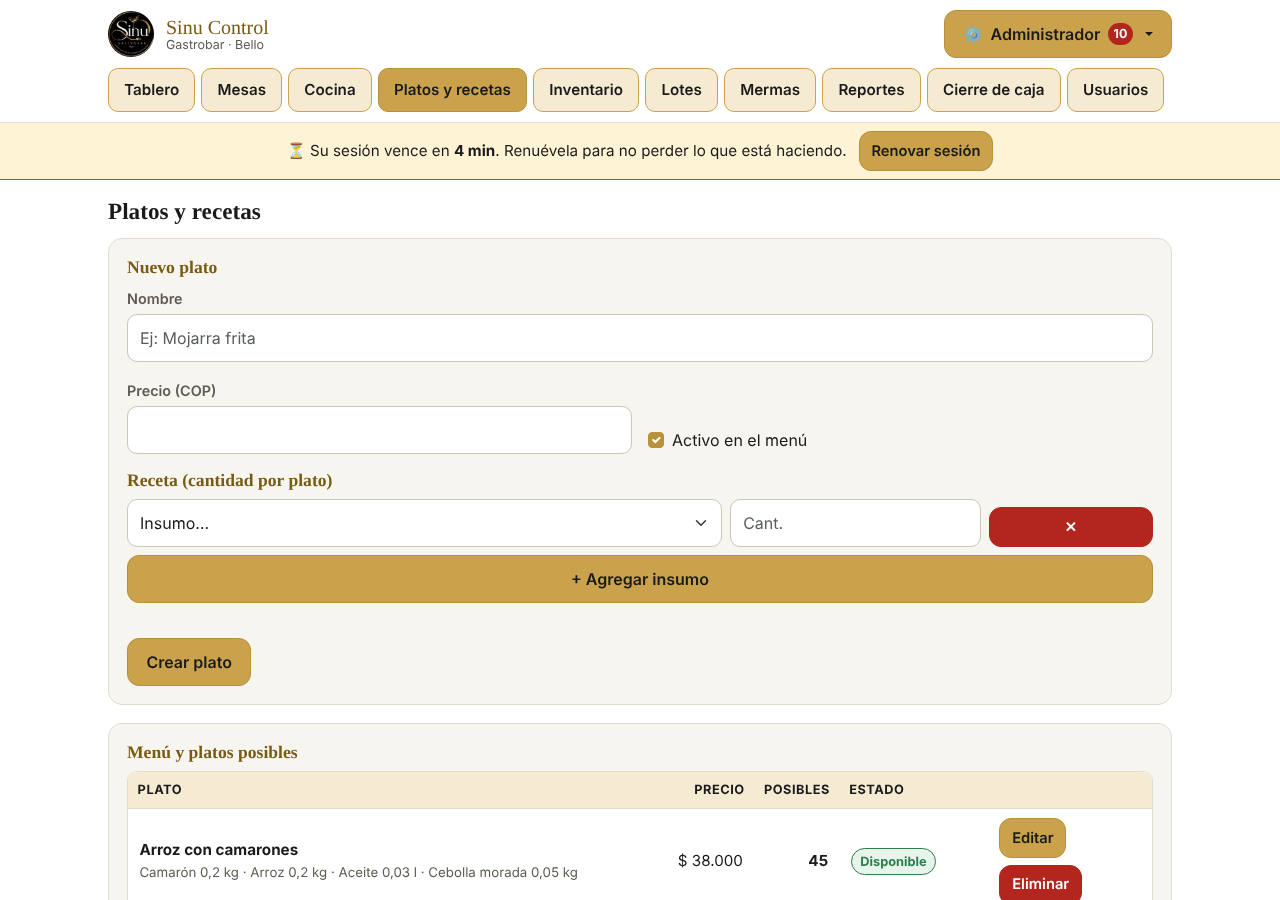 Sinu
Sinu Control
Gastrobar · Bello
Administrador 10
Tablero Mesas Cocina Platos y recetas Inventario Lotes Mermas Reportes Cierre de caja Usuarios
⏳ Su sesión vence en 4 min. Renuévela para no perder lo que está haciendo. Renovar sesión
Platos y recetas
Nuevo plato
Nombre
Ej: Mojarra frita
Precio (COP)
Activo en el menú
Receta (cantidad por plato)
Insumo... Cant. ✕
+ Agregar insumo
Crear plato
Menú y platos posibles
PLATO PRECIO POSIBLES ESTADO
Arroz con camarones $ 38.000 45 Disponible Editar
Camarón 0,2 kg · Arroz 0,2 kg · Aceite 0,03 l · Cebolla morada 0,05 kg Eliminar